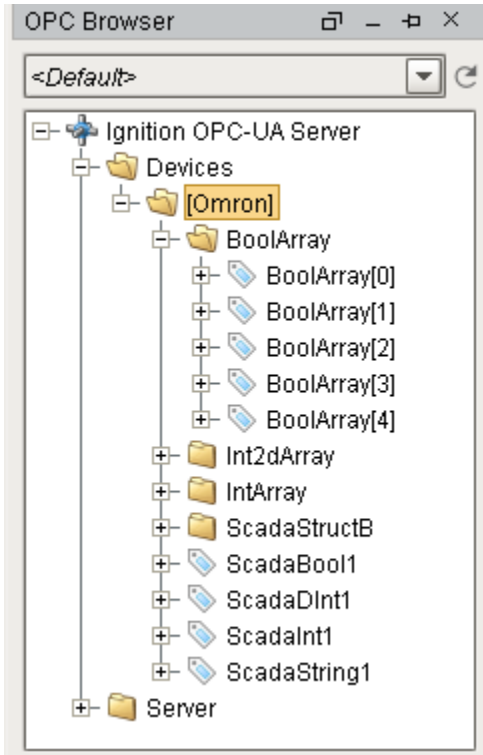 OPC Browser
<Default>
Ignition OPC-UA Server
Devices
[Omron]
BoolArray
BoolArray[0]
BoolArray[1]
BoolArray[2]
BoolArray[3]
BoolArray[4]
Int2dArray
IntArray
ScadaStructB
ScadaBool1
ScadaDInt1
ScadaInt1
ScadaString1
Server